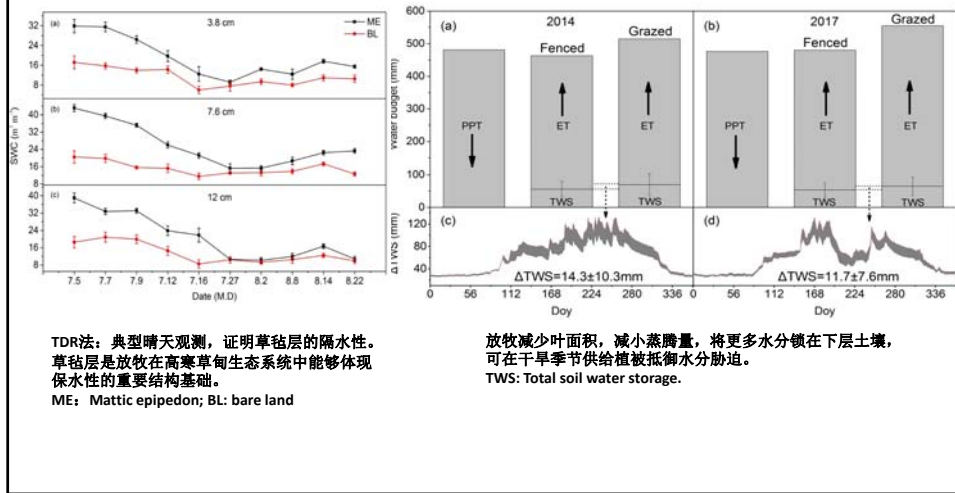 3.8 cm
ME
BL
(a)
32
24
16
8
7.6 cm
(b)
40
32
24
16
8
SWC (m³ m⁻³)
12 cm
(c)
40
32
24
16
8
7.5 7.7 7.9 7.12 7.16 7.27 8.2 8.8 8.14 8.22
Date (M.D)
2014
(a)
Fenced
Grazed
600
500
400
300
200
100
0
Water budget (mm)
PPT
ET
ET
TWS
TWS
2017
(b)
Fenced
Grazed
PPT
ET
ET
TWS
TWS
(c)
120
80
40
ΔTWS (mm)
ΔTWS=14.3±10.3mm
0 56 112 168 224 280 336
Doy
(d)
ΔTWS=11.7±7.6mm
0 56 112 168 224 280 336
Doy
TDR法：典型晴天观测，证明草毡层的隔水性。
草毡层是放牧在高寒草甸生态系统中能够体现
保水性的重要结构基础。
ME：Mattic epipedon; BL: bare land
放牧减少叶面积，减小蒸腾量，将更多水分锁在下层土壤，
可在干旱季节供给植被抵御水分胁迫。
TWS: Total soil water storage.